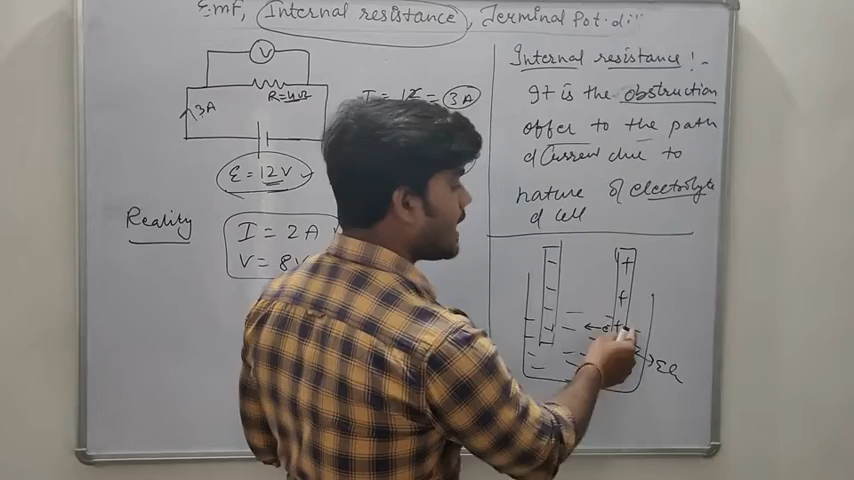 Emf, Internal resistance, Terminal Pot. diff
V
R=4Ω
3A
I = 12 = 3A
ε = 12V
Reality
I = 2A
V = 8V
Internal resistance :-
It is the obstruction
offer to the path
of Current due to
nature of electrolyte
of cell